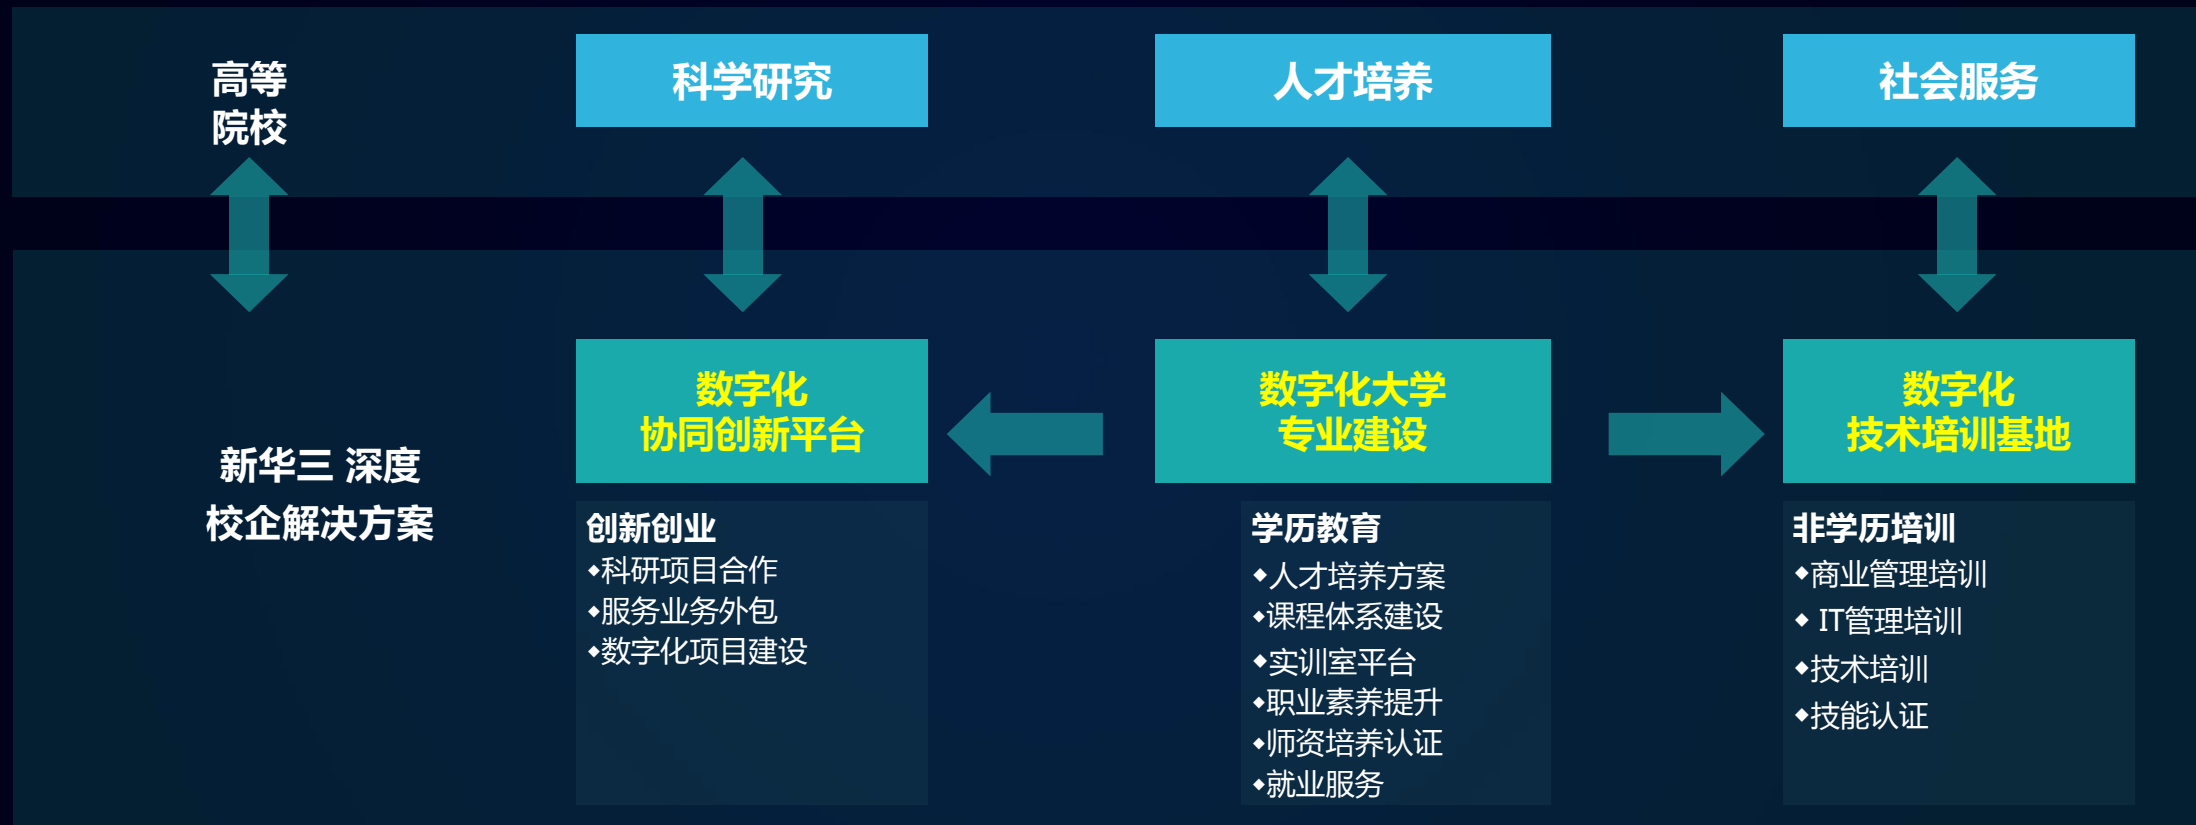 高等
院校
科学研究
人才培养
社会服务
新华三 深度
校企解决方案
数字化
协同创新平台
创新创业
◆科研项目合作
◆服务业务外包
◆数字化项目建设
数字化大学
专业建设
学历教育
◆人才培养方案
◆课程体系建设
◆实训室平台
◆职业素养提升
◆师资培养认证
◆就业服务
数字化
技术培训基地
非学历培训
◆商业管理培训
◆ IT管理培训
◆技术培训
◆技能认证